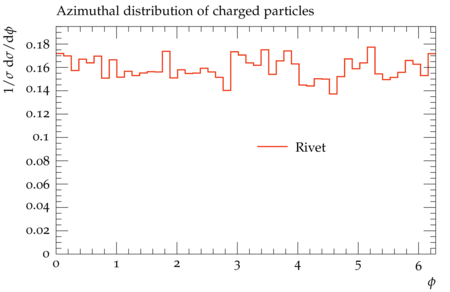 Azimuthal distribution of charged particles
1/σ dσ/dϕ
0.18
0.16
0.14
0.12
0.1
0.08
0.06
0.04
0.02
0
Rivet
0 1 2 3 4 5 6
ϕ